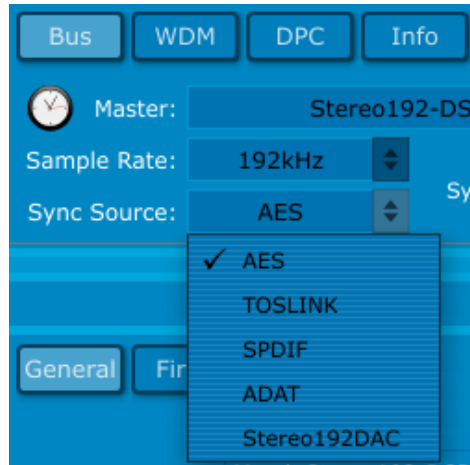 Bus WDM DPC Info
Master: Stereo192-DS
Sample Rate: 192kHz
Sync Source: AES Sy
✓ AES
TOSLINK
SPDIF
ADAT
Stereo192DAC
General Fir